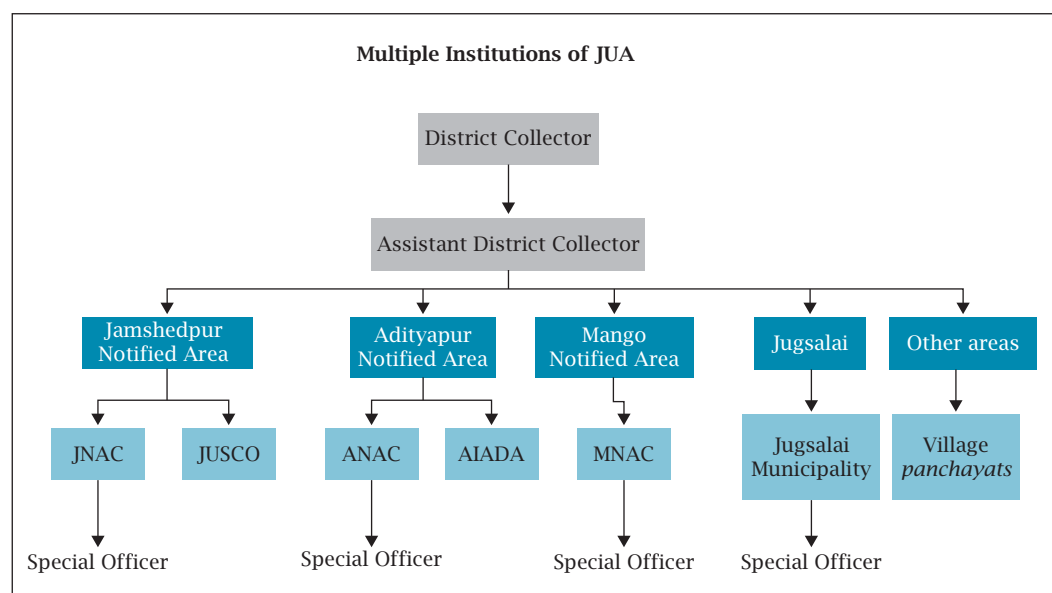 Multiple Institutions of JUA
District Collector
Assistant District Collector
Jamshedpur
Notified Area
Adityapur
Notified Area
Mango
Notified Area
Jugsalai
Other areas
JNAC
JUSCO
ANAC
AIADA
MNAC
Jugsalai
Municipality
Village
panchayats
Special Officer
Special Officer
Special Officer
Special Officer